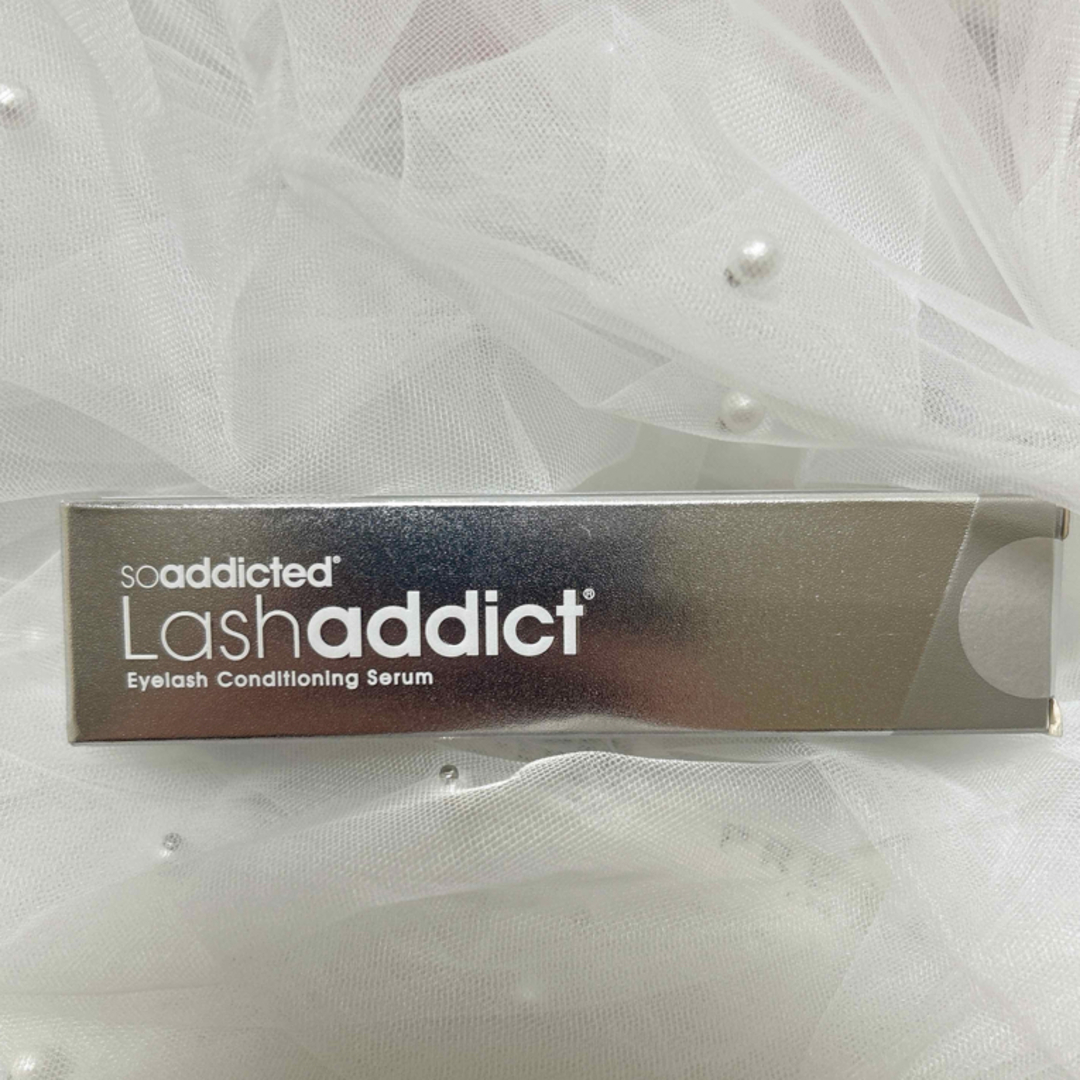 soaddicted®
Lashaddict®
Eyelash Conditioning Serum